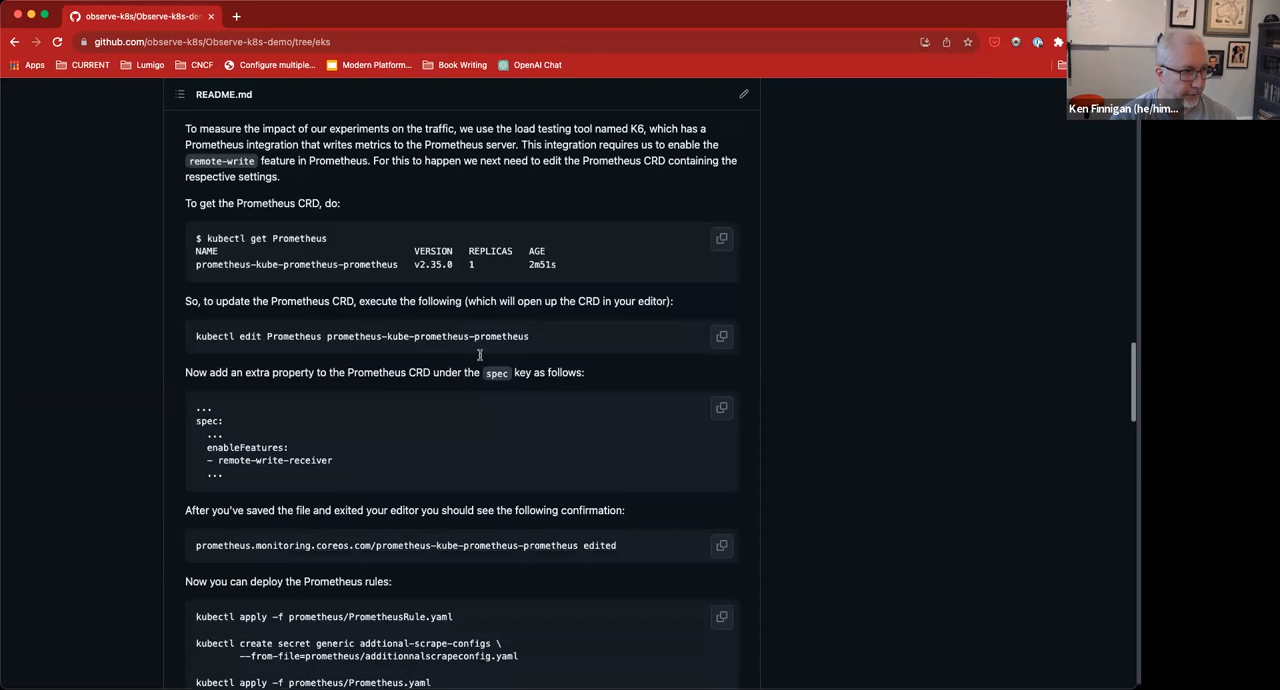 observe-k8s/Observe-k8s-de
github.com/observe-k8s/Observe-k8s-demo/tree/eks
Apps CURRENT Lumigo CNCF Configure multiple... Modern Platform... Book Writing OpenAI Chat
Ken Finnigan (he/him...
README.md
To measure the impact of our experiments on the traffic, we use the load testing tool named K6, which has a
Prometheus integration that writes metrics to the Prometheus server. This integration requires us to enable the
remote-write feature in Prometheus. For this to happen we next need to edit the Prometheus CRD containing the
respective settings.
To get the Prometheus CRD, do:
$ kubectl get Prometheus
NAME VERSION REPLICAS AGE
prometheus-kube-prometheus-prometheus v2.35.0 1 2m51s
So, to update the Prometheus CRD, execute the following (which will open up the CRD in your editor):
kubectl edit Prometheus prometheus-kube-prometheus-prometheus
Now add an extra property to the Prometheus CRD under the spec key as follows:
...
spec:
...
enableFeatures:
- remote-write-receiver
...
After you've saved the file and exited your editor you should see the following confirmation:
prometheus.monitoring.coreos.com/prometheus-kube-prometheus-prometheus edited
Now you can deploy the Prometheus rules:
kubectl apply -f prometheus/PrometheusRule.yaml
kubectl create secret generic addtional-scrape-configs \
--from-file=prometheus/additionnalscrapeconfig.yaml
kubectl apply -f prometheus/Prometheus.yaml